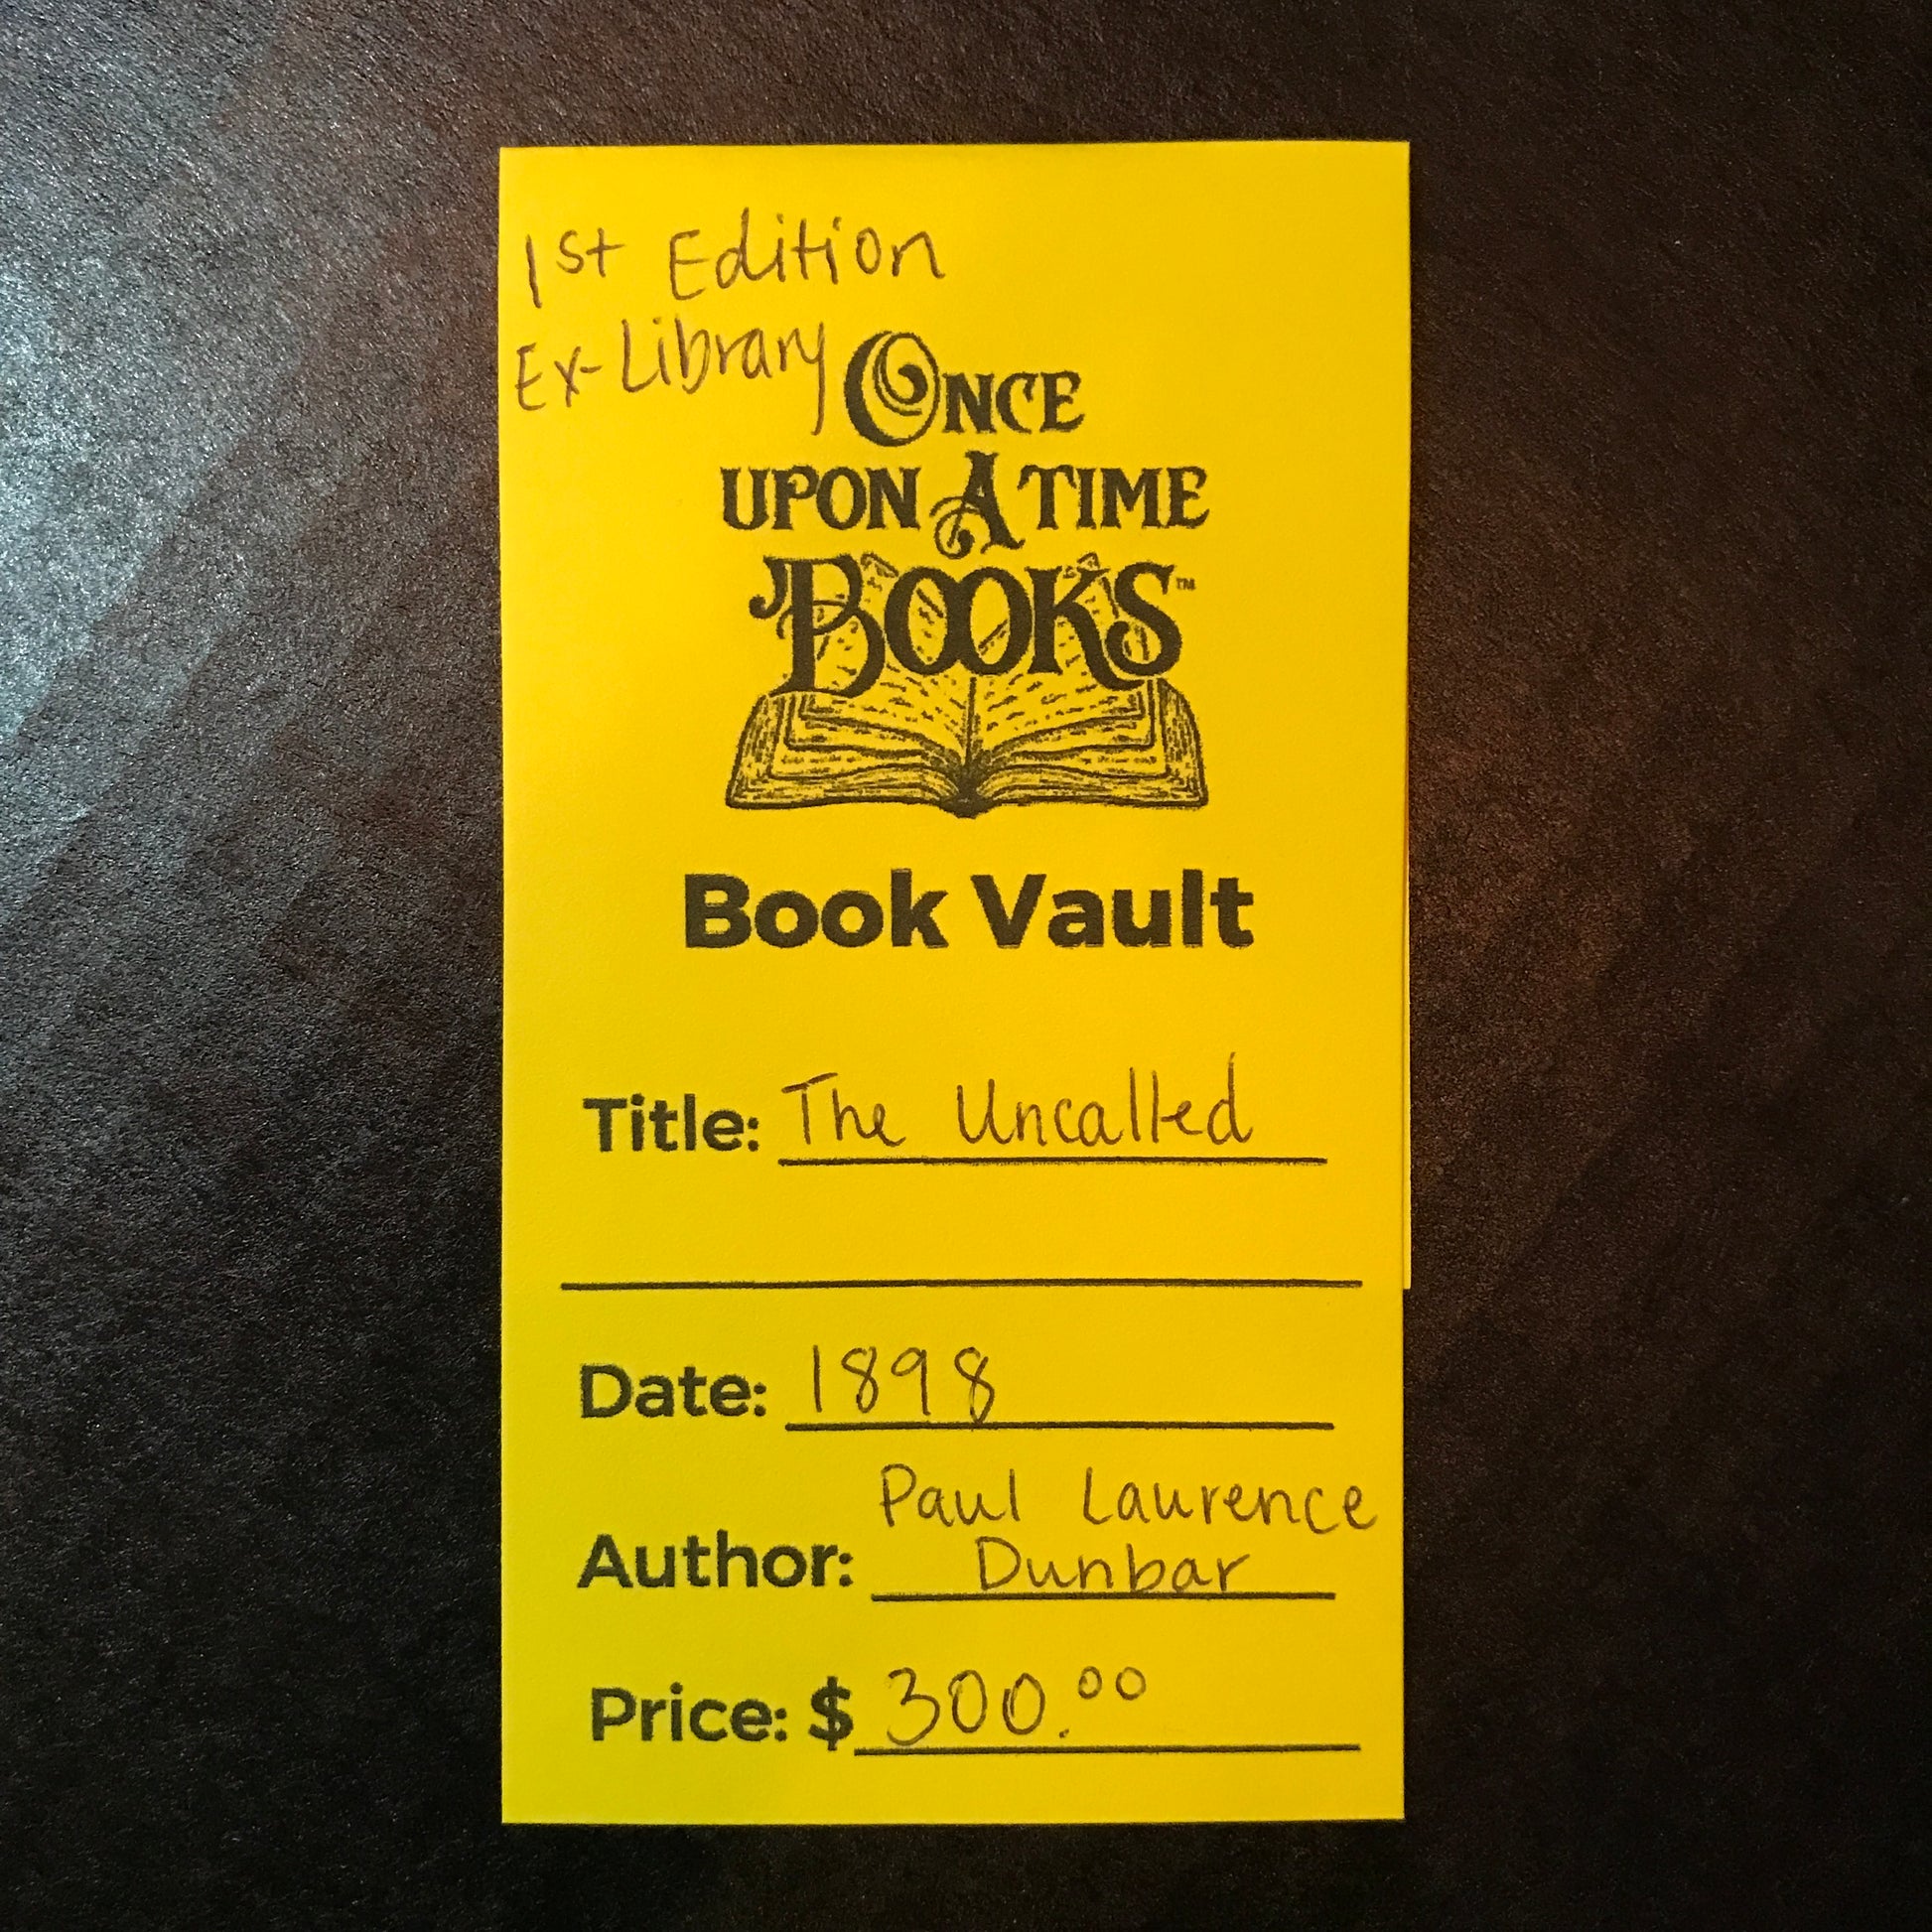 1st Edition
Ex-Library
ONCE
UPON A TIME
BOOKS™
Book Vault
Title: The Uncalled
Date: 1898
Paul Laurence
Author: Dunbar
Price: $ 300.00